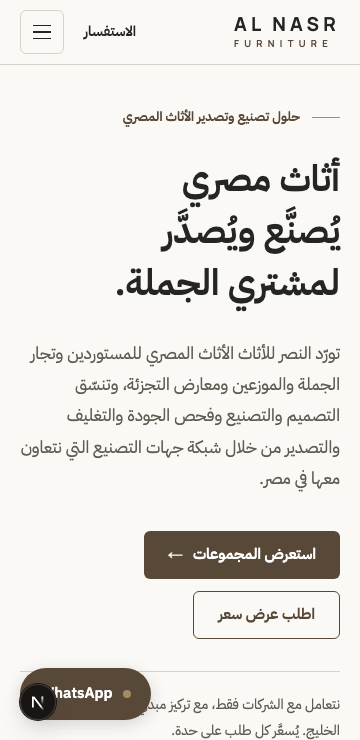 AL NASR
الاستفسار
FURNITURE
حلول تصنيع وتصدير الأثاث المصري
أثاث مصري
يُصنَّع ويُصدَّر
لمشتري الجملة.
تورّد النصر للأثاث الأثاث المصري للمستوردين وتجار
الجملة والموزعين ومعارض التجزئة، وتنسّق
التصميم والتصنيع وفحص الجودة والتغليف
والتصدير من خلال شبكة جهات التصنيع التي نتعاون
معها في مصر.
استعرض المجموعات ←
اطلب عرض سعر
نتعامل مع الشركات فقط، مع تركيز
hatsApp
N
الخليج. يُسعَّر كل طلب على حدة.